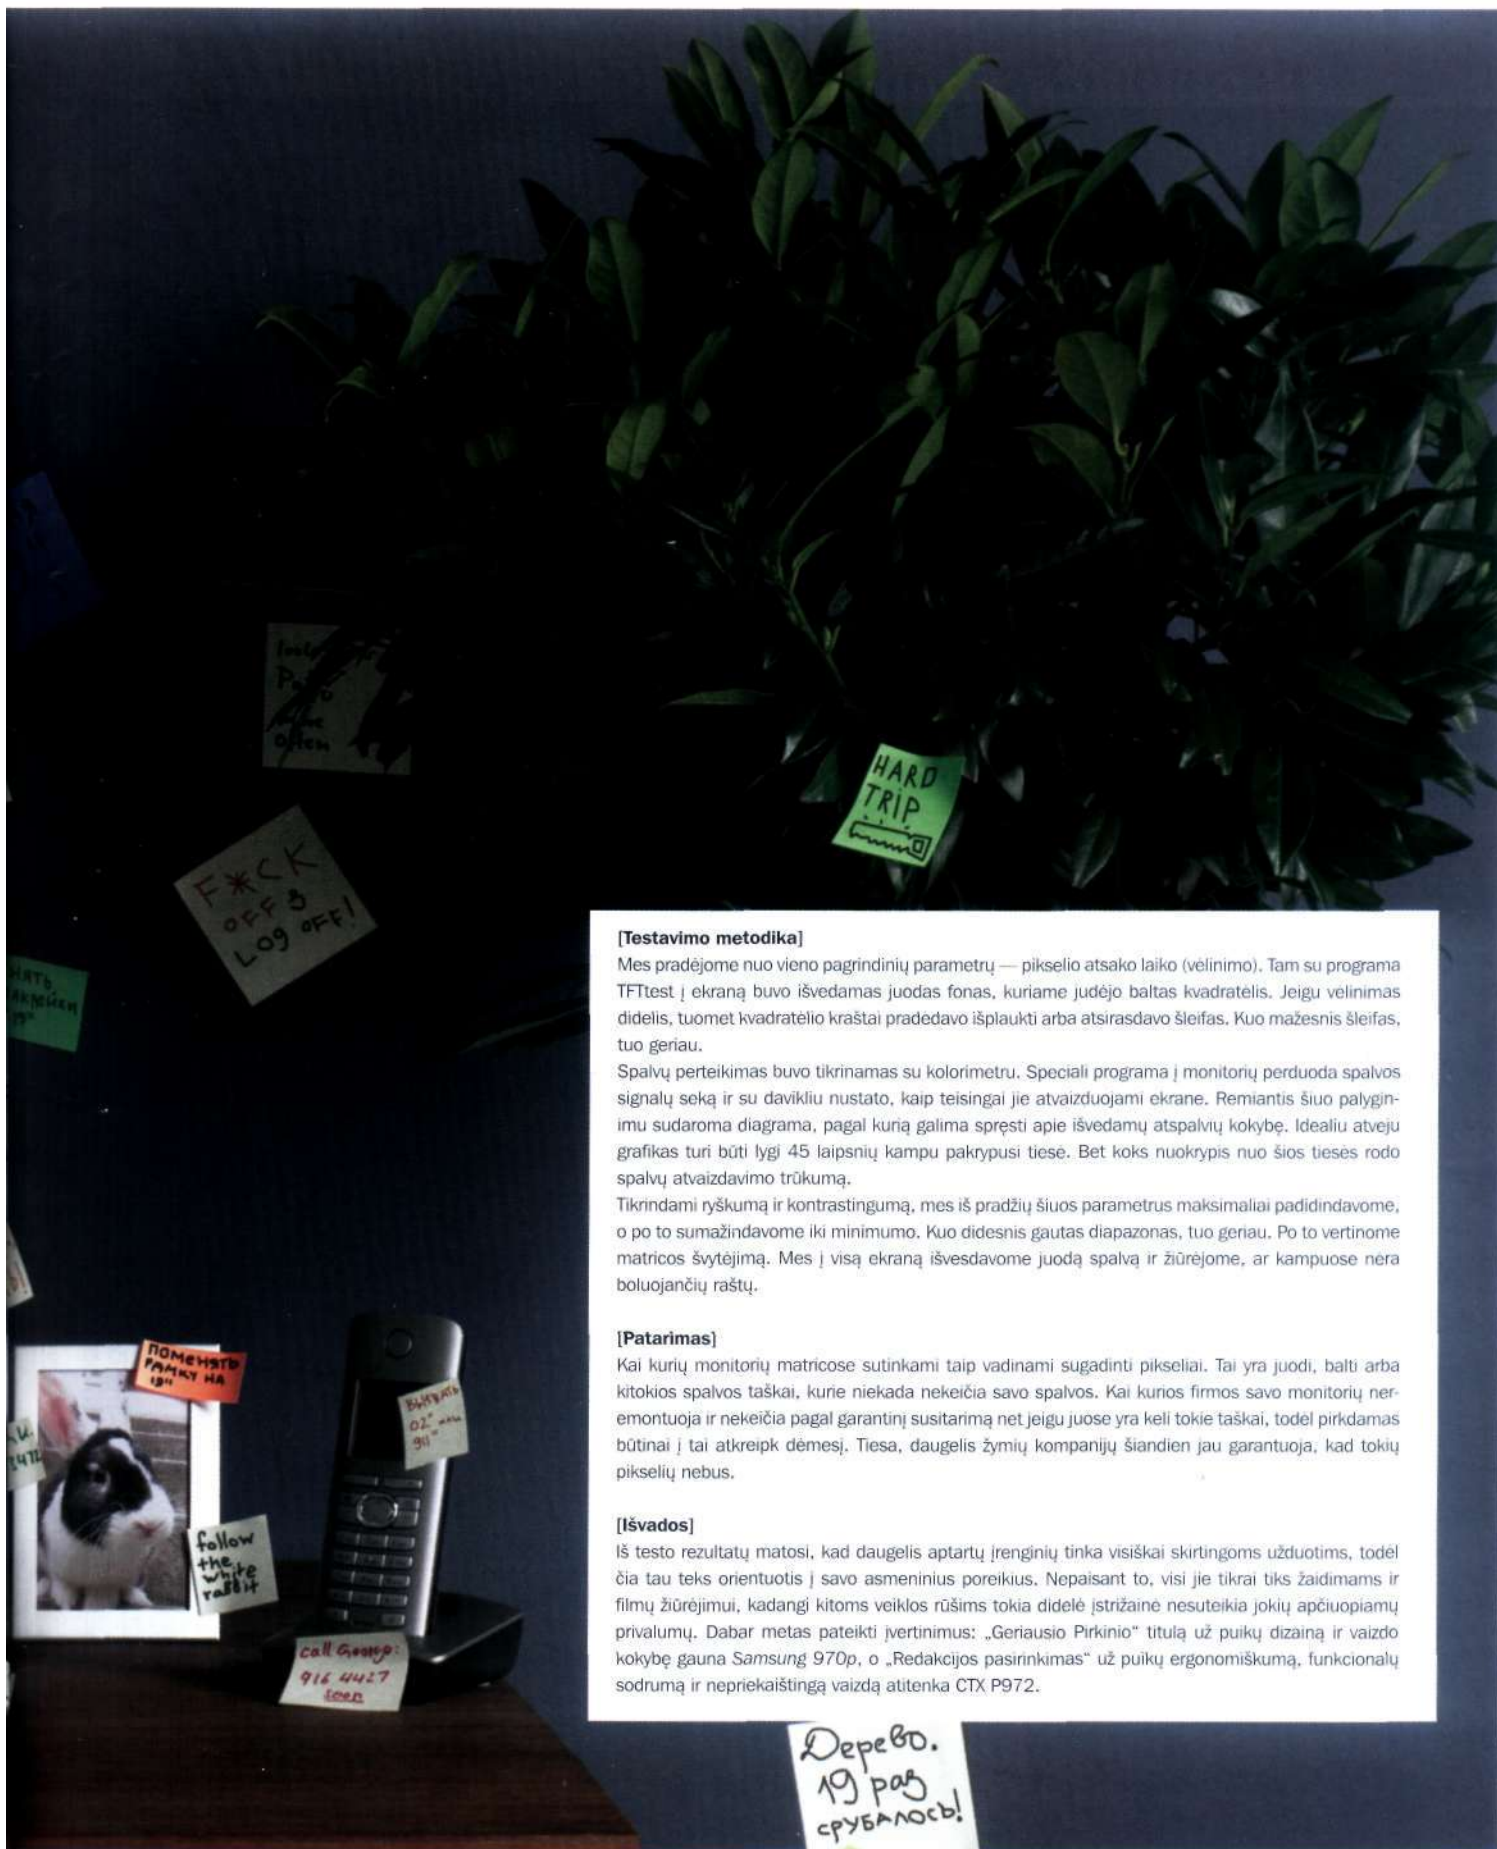 often
HARD
TRIP
F*CK
OFF 3
LOG OFF!
НЯТЬ
19"
[Testavimo metodika]
Mes pradėjome nuo vieno pagrindinių parametrų — pikselio atsako laiko (vėlinimo). Tam su programa
TFTtest į ekraną buvo išvedamas juodas fonas, kuriame judėjo baltas kvadratėlis. Jeigu vėlinimas
didelis, tuomet kvadratėlio kraštai pradėdavo išplaukti arba atsirasdavo šleifas. Kuo mažesnis šleifas,
tuo geriau.
Spalvų perteikimas buvo tikrinamas su kolorimetru. Speciali programa į monitorių perduoda spalvos
signalų seką ir su davikliu nustato, kaip teisingai jie atvaizduojami ekrane. Remiantis šiuo palygin-
imu sudaroma diagrama, pagal kurią galima spręsti apie išvedamų atspalvių kokybę. Idealiu atveju
grafikas turi būti lygi 45 laipsnių kampu pakrypusi tiesė. Bet koks nuokrypis nuo šios tiesės rodo
spalvų atvaizdavimo trūkumą.
Tikrindami ryškumą ir kontrastingumą, mes iš pradžių šiuos parametrus maksimaliai padidindavome,
o po to sumažindavome iki minimumo. Kuo didesnis gautas diapazonas, tuo geriau. Po to vertinome
matricos švytėjimą. Mes į visą ekraną išvesdavome juodą spalvą ir žiūrėjome, ar kampuose nėra
boluojančių raštų.
[Patarimas]
Kai kurių monitorių matricose sutinkami taip vadinami sugadinti pikseliai. Tai yra juodi, balti arba
kitokios spalvos taškai, kurie niekada nekeičia savo spalvos. Kai kurios firmos savo monitorių ner-
emontuoja ir nekeičia pagal garantinį susitarimą net jeigu juose yra keli tokie taškai, todėl pirkdamas
būtinai į tai atkreipk dėmesį. Tiesa, daugelis žymių kompanijų šiandien jau garantuoja, kad tokių
pikselių nebus.
[Išvados]
Iš testo rezultatų matosi, kad daugelis aptartų įrenginių tinka visiškai skirtingoms užduotims, todėl
čia tau teks orientuotis į savo asmeninius poreikius. Nepaisant to, visi jie tikrai tiks žaidimams ir
filmų žiūrėjimui, kadangi kitoms veiklos rūšims tokia didelė įstrižainė nesuteikia jokių apčiuopiamų
privalumų. Dabar metas pateikti įvertinimus: „Geriausio Pirkinio“ titulą už puikų dizainą ir vaizdo
kokybę gauna Samsung 970p, o „Redakcijos pasirinkimas“ už puikų ergonomiškumą, funkcionalų
sodrumą ir nepriekaištingą vaizdą atitenka CTX P972.
ПОМЕНЯТЬ
РАМКУ НА
19"
ВЫЗВАТЬ
02" или
911"
follow
the
white
rabbit
call
916 4427
soon
Дерево.
19 раз
срубалось!